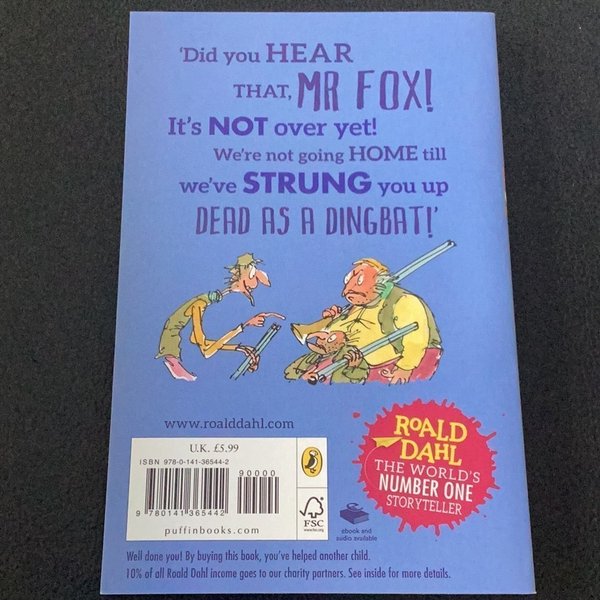 ‘Did you HEAR
THAT, MR FOX!
It's NOT over yet!
We're not going HOME till
we've STRUNG you up
DEAD AS A DINGBAT!’
www.roalddahl.com
U.K. £5.99
ISBN 978-0-141-36544-2
90000
9 780141 365442
puffinbooks.com
FSC
www.fsc.org
ebook and
audio available
ROALD
DAHL
THE WORLD'S
NUMBER ONE
STORYTELLER
Well done you! By buying this book, you've helped another child.
10% of all Roald Dahl income goes to our charity partners. See inside for more details.